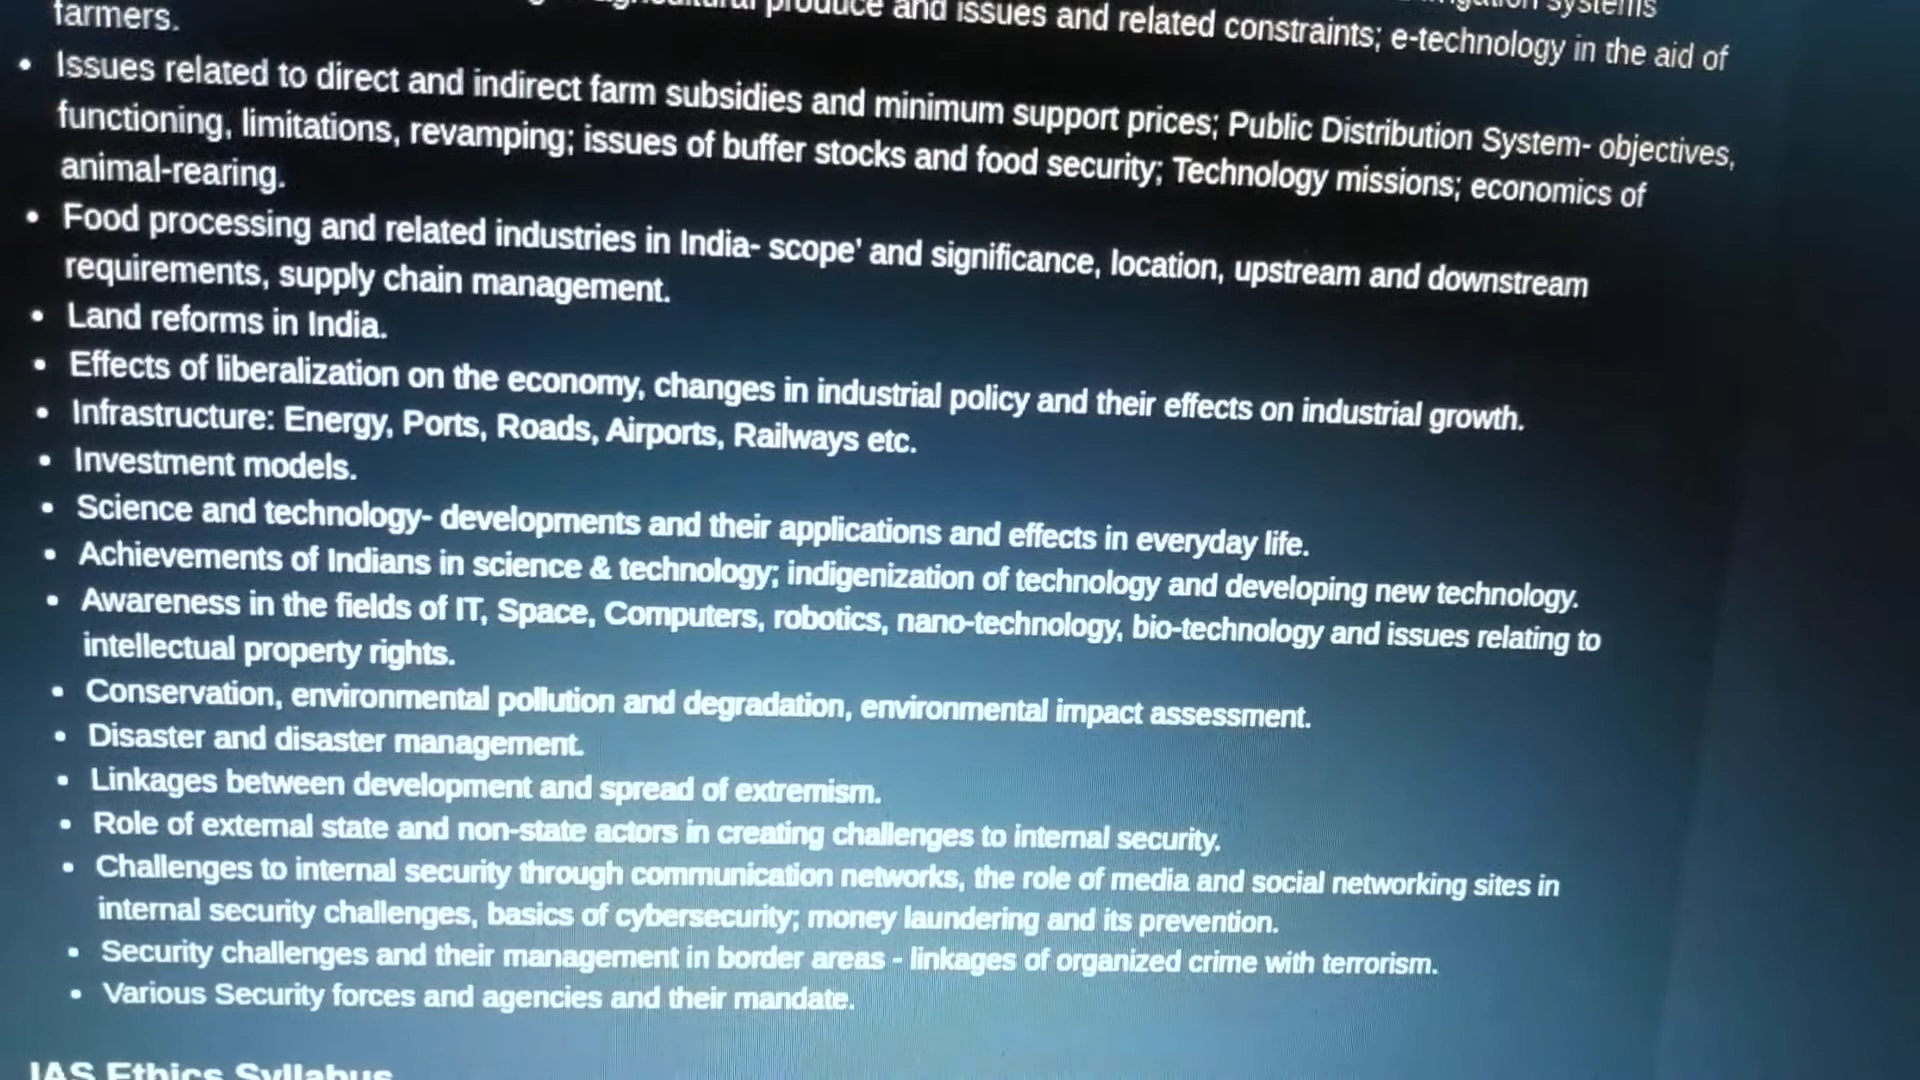 produce and issues and related constraints; e-technology in the aid of
farmers.
• Issues related to direct and indirect farm subsidies and minimum support prices; Public Distribution System- objectives,
functioning, limitations, revamping; issues of buffer stocks and food security; Technology missions; economics of
animal-rearing.
• Food processing and related industries in India- scope' and significance, location, upstream and downstream
requirements, supply chain management.
• Land reforms in India.
• Effects of liberalization on the economy, changes in industrial policy and their effects on industrial growth.
• Infrastructure: Energy, Ports, Roads, Airports, Railways etc.
• Investment models.
• Science and technology- developments and their applications and effects in everyday life.
• Achievements of Indians in science & technology; indigenization of technology and developing new technology.
• Awareness in the fields of IT, Space, Computers, robotics, nano-technology, bio-technology and issues relating to
intellectual property rights.
• Conservation, environmental pollution and degradation, environmental impact assessment.
• Disaster and disaster management.
• Linkages between development and spread of extremism.
• Role of external state and non-state actors in creating challenges to internal security.
• Challenges to internal security through communication networks, the role of media and social networking sites in
internal security challenges, basics of cybersecurity; money laundering and its prevention.
• Security challenges and their management in border areas - linkages of organized crime with terrorism.
• Various Security forces and agencies and their mandate.
IAS Ethics Syllabus